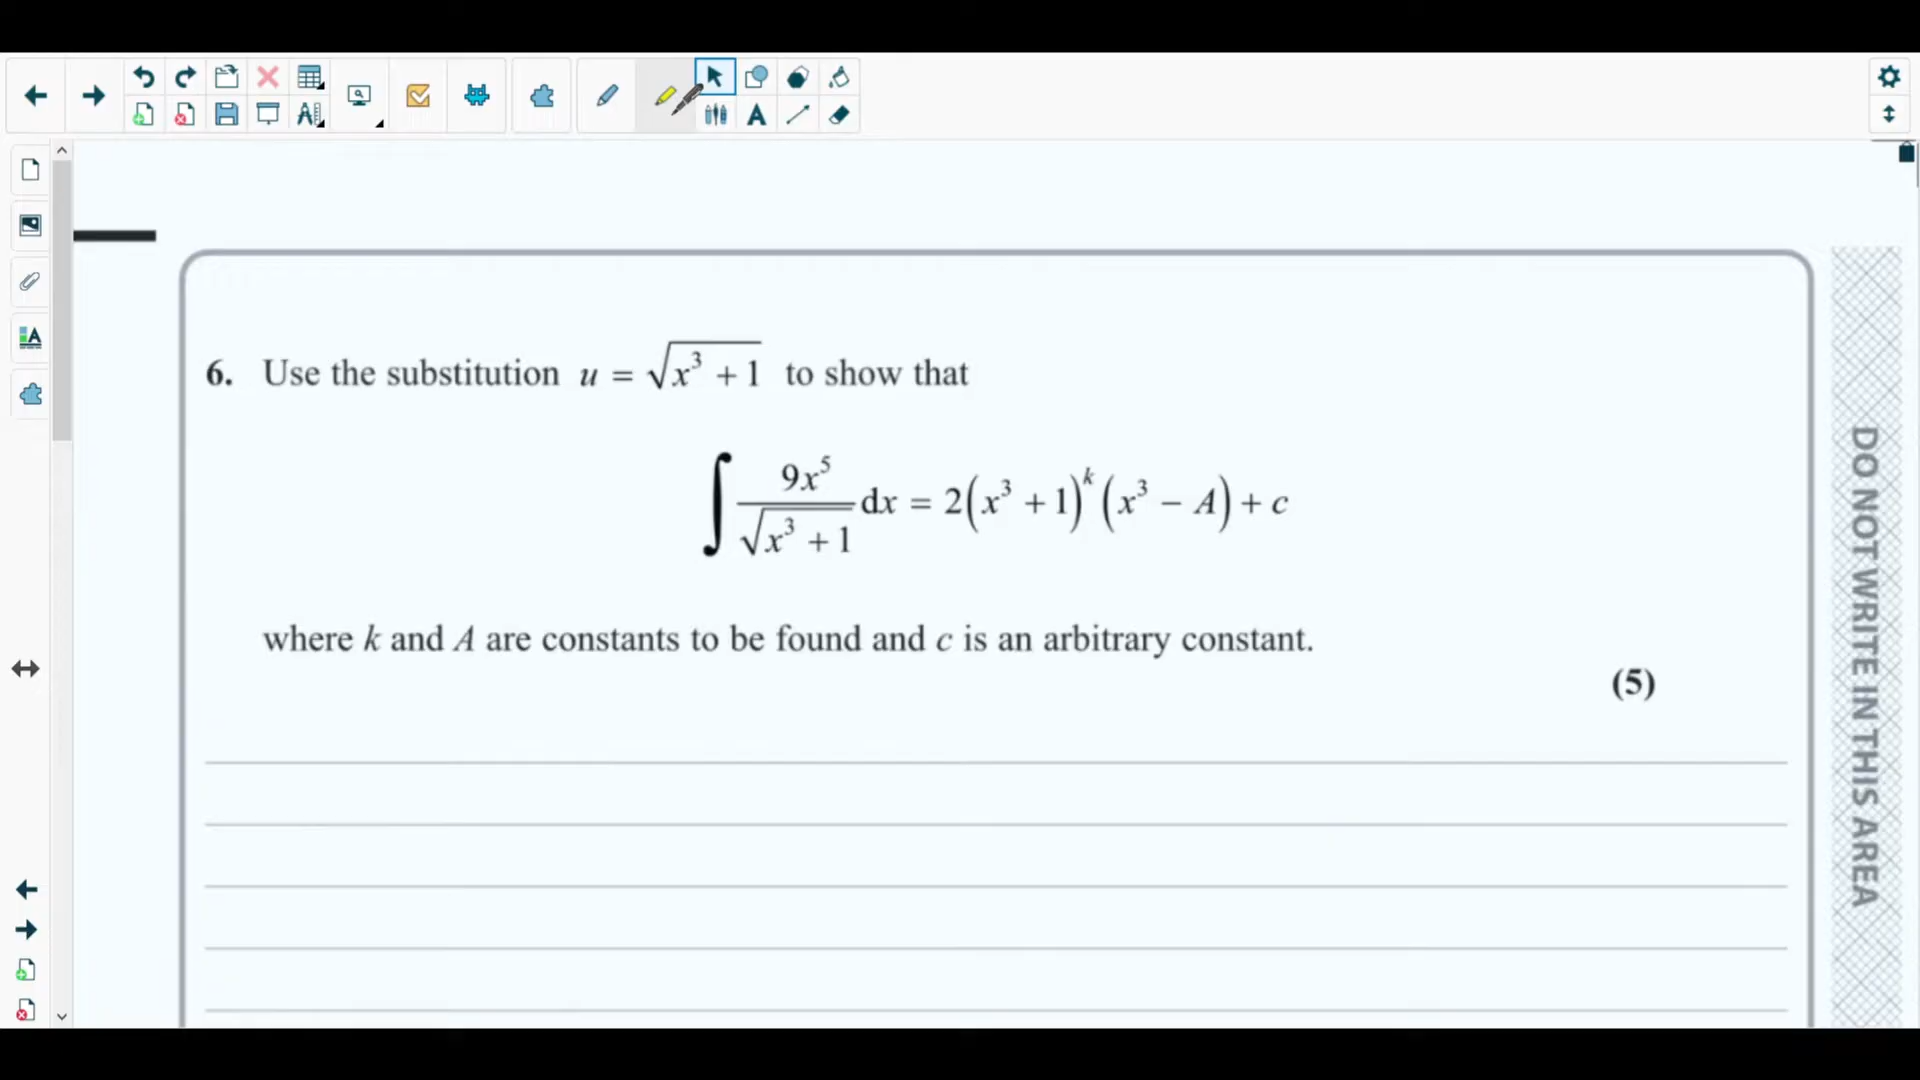 6. Use the substitution u = √(x³ + 1) to show that
∫ 9x⁵/√(x³ + 1) dx = 2(x³ + 1)ᵏ (x³ − A) + c
where k and A are constants to be found and c is an arbitrary constant.
(5)
DO NOT WRITE IN THIS AREA